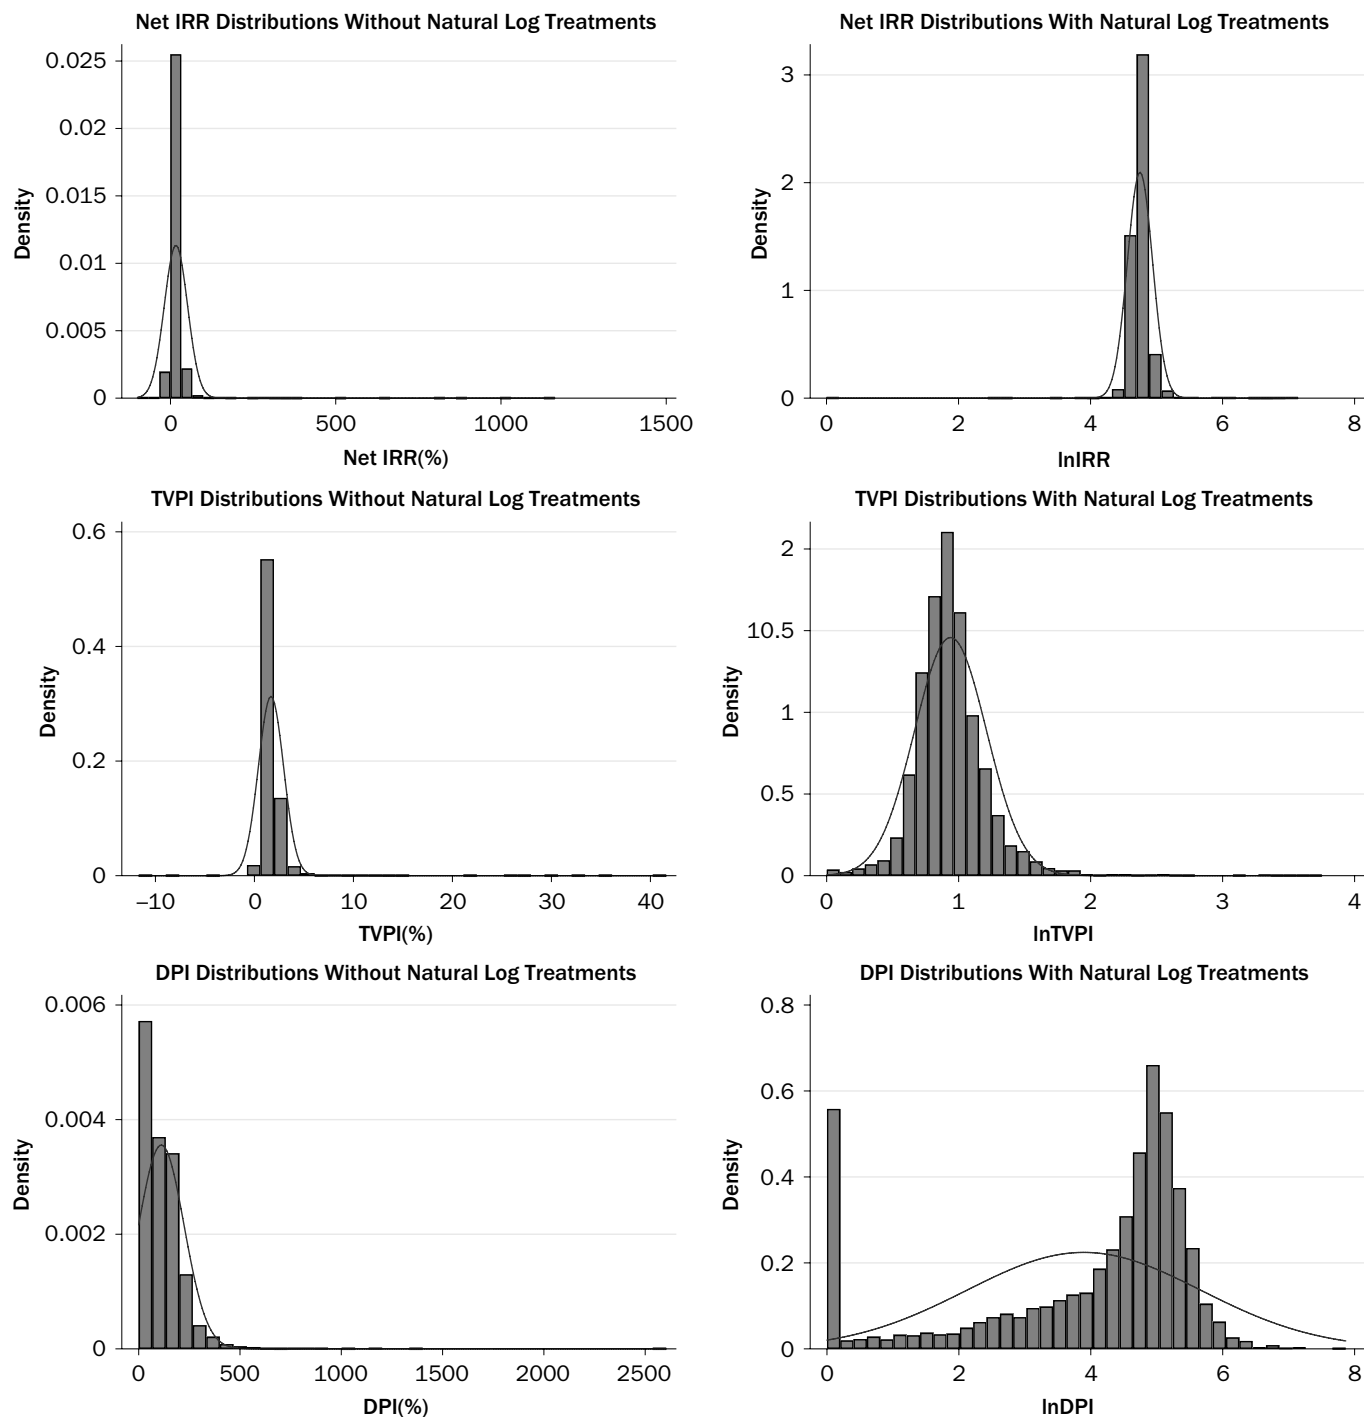 Net IRR Distributions Without Natural Log Treatments
0.025
0.02
0.015
0.01
0.005
0
Density
0 500 1000 1500
Net IRR(%)
Net IRR Distributions With Natural Log Treatments
3
2
1
0
Density
0 2 4 6 8
lnIRR
TVPI Distributions Without Natural Log Treatments
0.6
0.4
0.2
0
Density
–10 0 10 20 30 40
TVPI(%)
TVPI Distributions With Natural Log Treatments
2
10.5
1
0.5
0
Density
0 1 2 3 4
lnTVPI
DPI Distributions Without Natural Log Treatments
0.006
0.004
0.002
0
Density
0 500 1000 1500 2000 2500
DPI(%)
DPI Distributions With Natural Log Treatments
0.8
0.6
0.4
0.2
0
Density
0 2 4 6 8
lnDPI